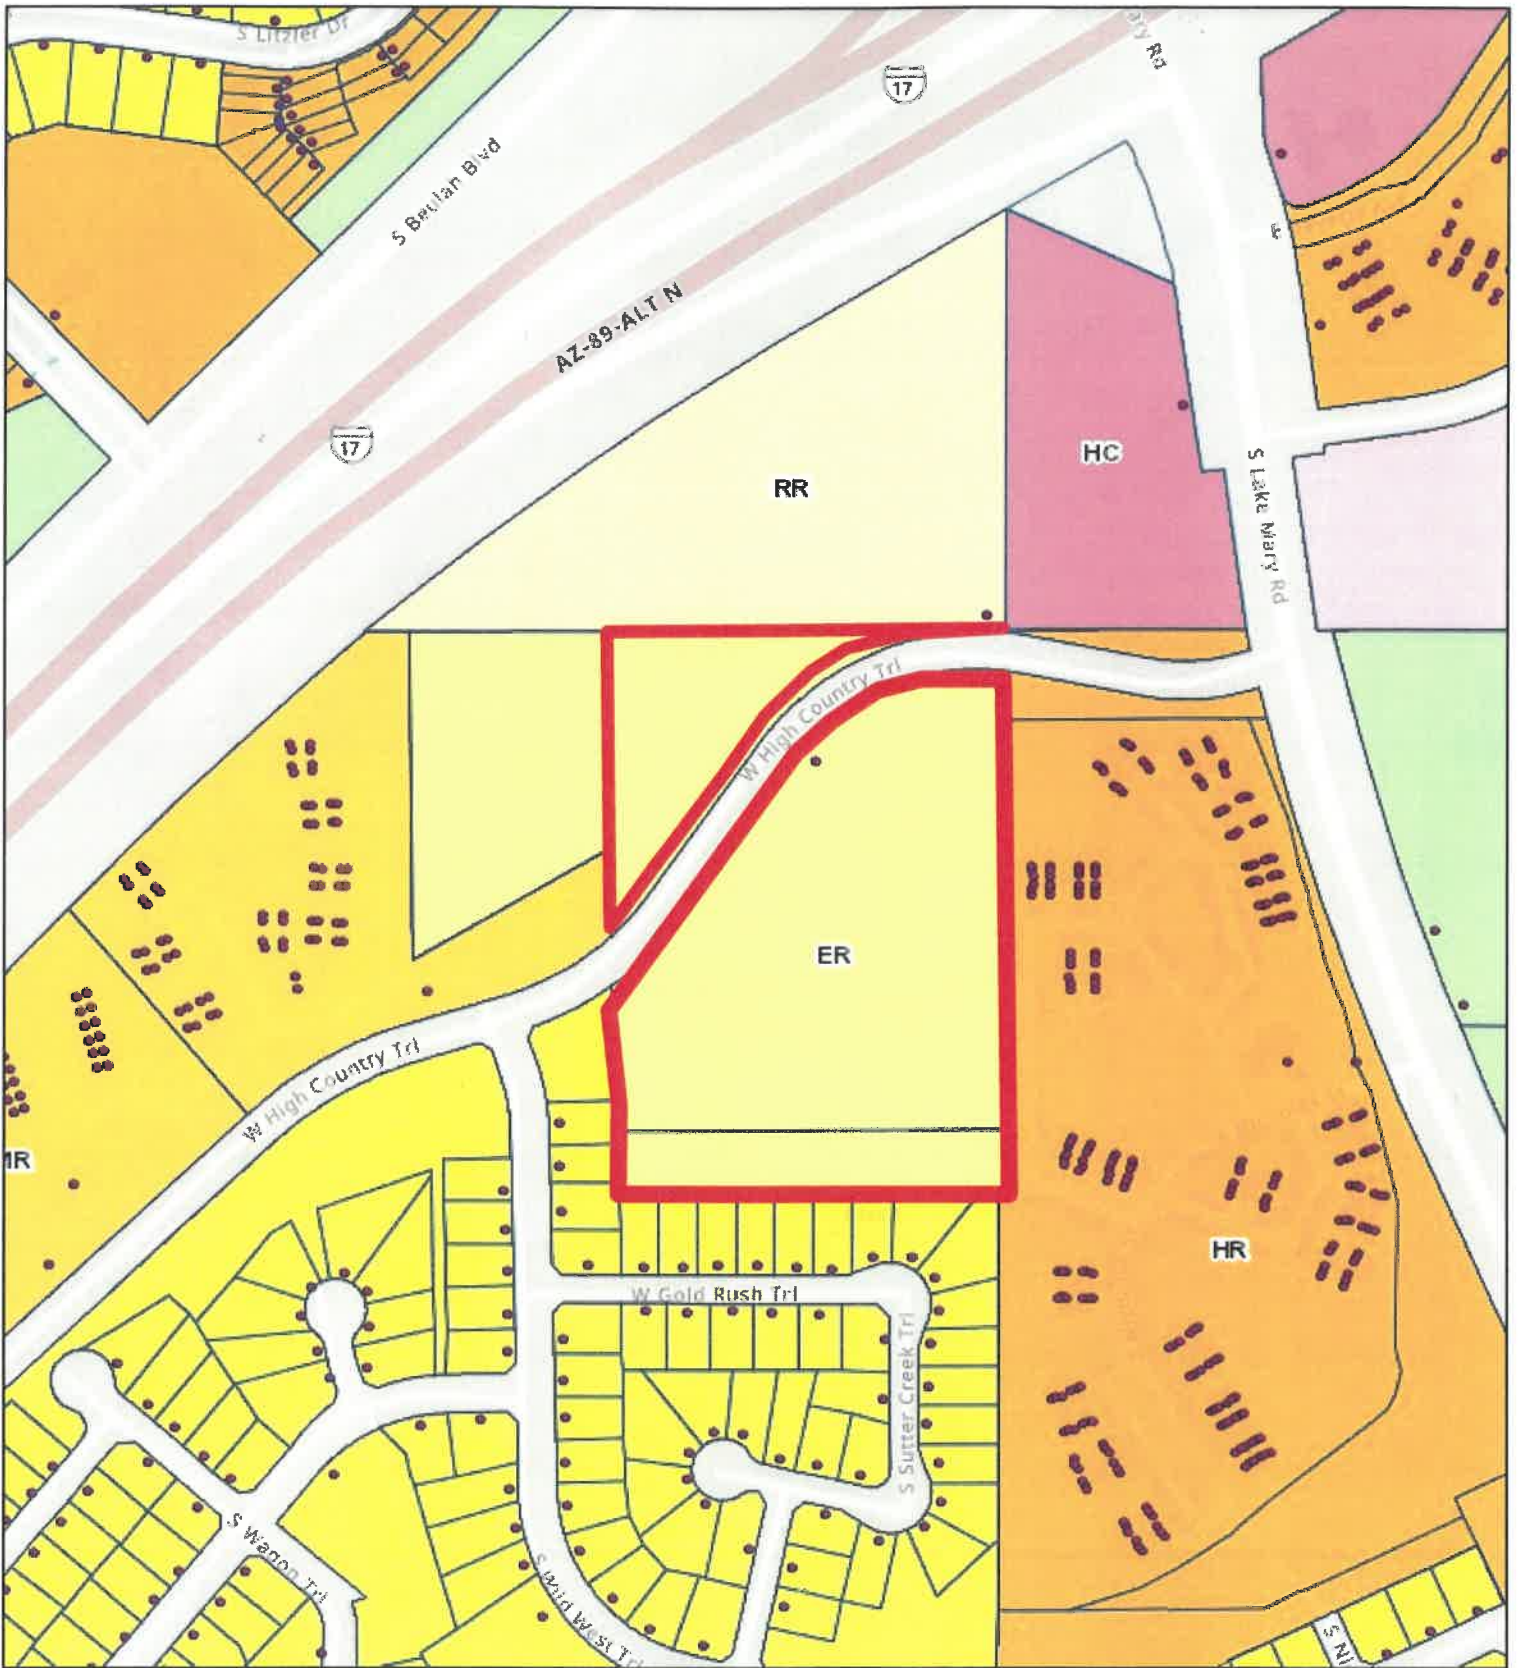 S Litzler Dr
17
Rd
S Beulah Blvd
AZ-89-ALT N
17
HC
RR
S Lake Mary Rd
W High Country Trl
ER
W High Country Trl
HR
W Gold Rush Trl
S Sutter Creek Trl
S Wagon Trl
S Wild West Trl